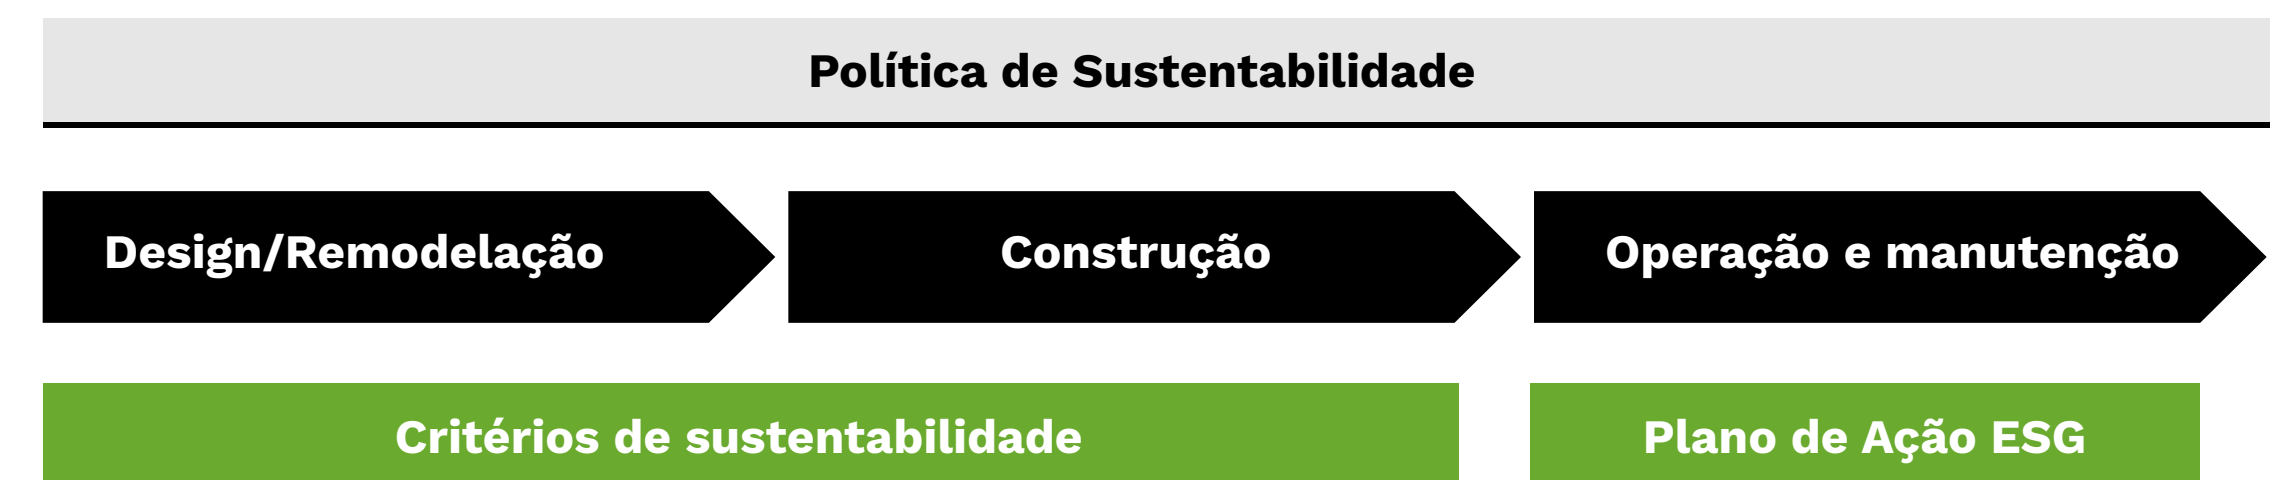 Política de Sustentabilidade
Design/Remodelação
Construção
Operação e manutenção
Critérios de sustentabilidade
Plano de Ação ESG